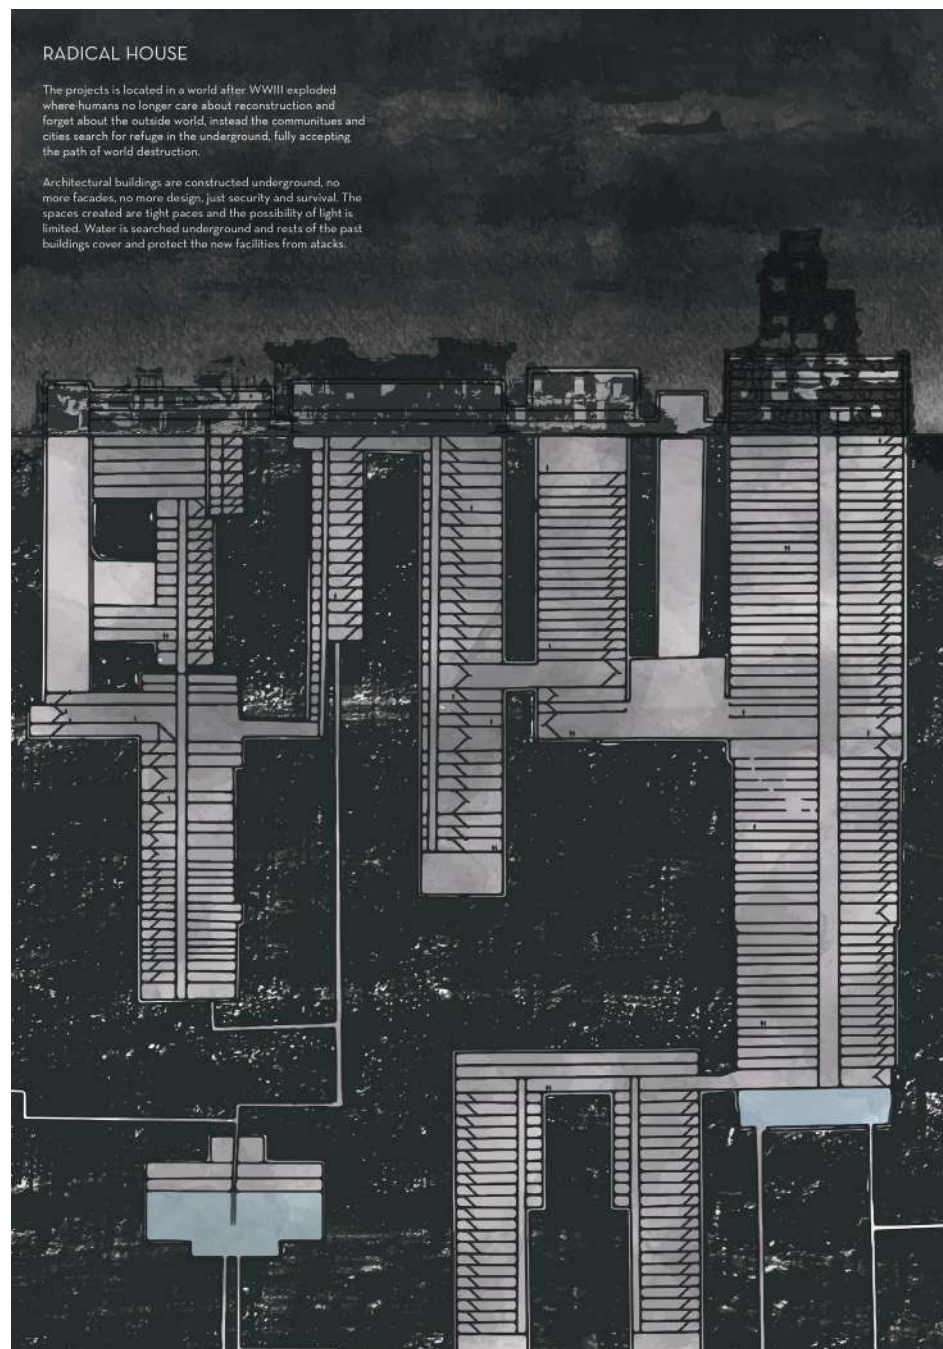 RADICAL HOUSE
The projects is located in a world after WWIII exploded
where humans no longer care about reconstruction and
forget about the outside world, instead the communitues and
cities search for refuge in the underground, fully accepting
the path of world destruction.
Architectural buildings are constructed underground, no
more facades, no more design, just security and survival. The
spaces created are tight paces and the possibility of light is
limited. Water is searched underground and rests of the past
buildings cover and protect the new facilities from atacks.